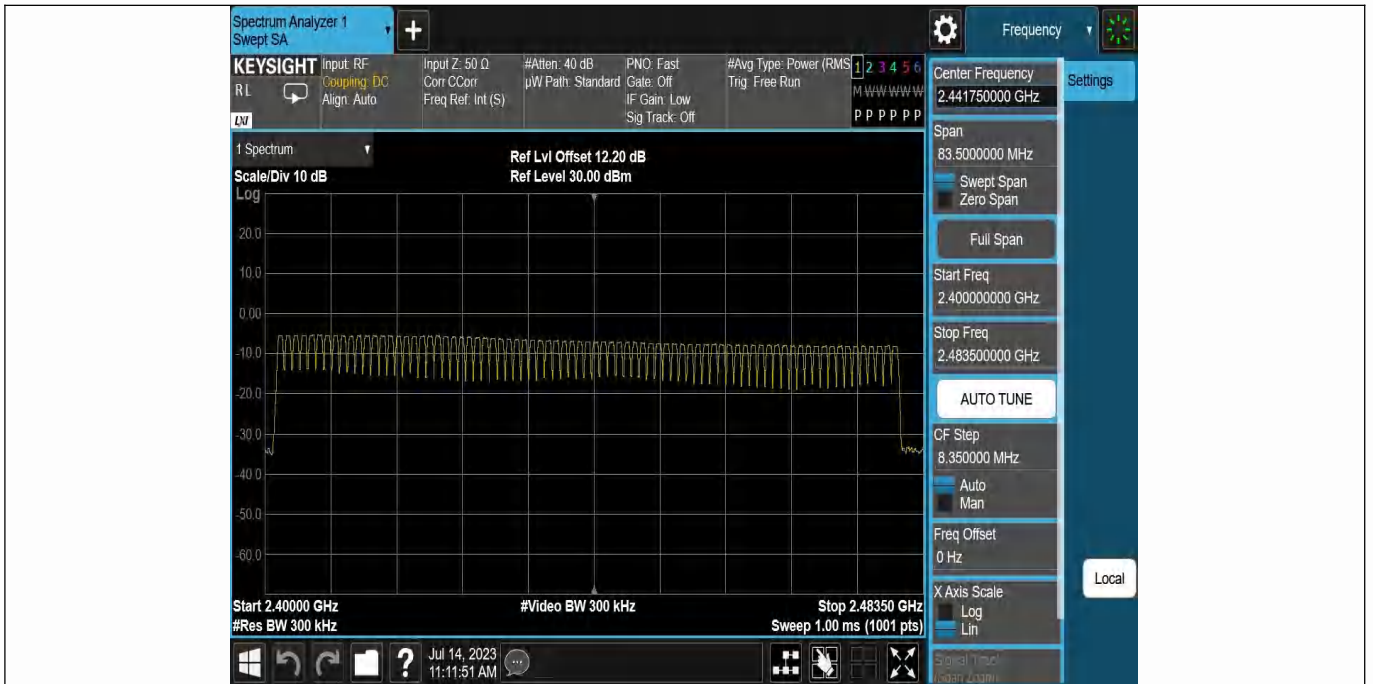 Spectrum Analyzer 1
Swept SA
+
Frequency
KEYSIGHT
R L
LXI
Input: RF
Coupling: DC
Align: Auto
Input Z: 50 Ω
Corr CCorr
Freq Ref: Int (S)
#Atten: 40 dB
µW Path: Standard
PNO: Fast
Gate: Off
IF Gain: Low
Sig Track: Off
#Avg Type: Power (RMS
Trig: Free Run
1 2 3 4 5 6
M W W W W W
P P P P P P
1 Spectrum
Scale/Div 10 dB
Ref Lvl Offset 12.20 dB
Ref Level 30.00 dBm
Log
20.0
10.0
0.00
-10.0
-20.0
-30.0
-40.0
-50.0
-60.0
Start 2.40000 GHz
#Video BW 300 kHz
Stop 2.48350 GHz
#Res BW 300 kHz
Sweep 1.00 ms (1001 pts)
?
Jul 14, 2023
11:11:51 AM
Center Frequency
2.441750000 GHz
Settings
Span
83.5000000 MHz
Swept Span
Zero Span
Full Span
Start Freq
2.400000000 GHz
Stop Freq
2.483500000 GHz
AUTO TUNE
CF Step
8.350000 MHz
Auto
Man
Freq Offset
0 Hz
X Axis Scale
Log
Lin
Local
Signal Track
(Span Zoom)